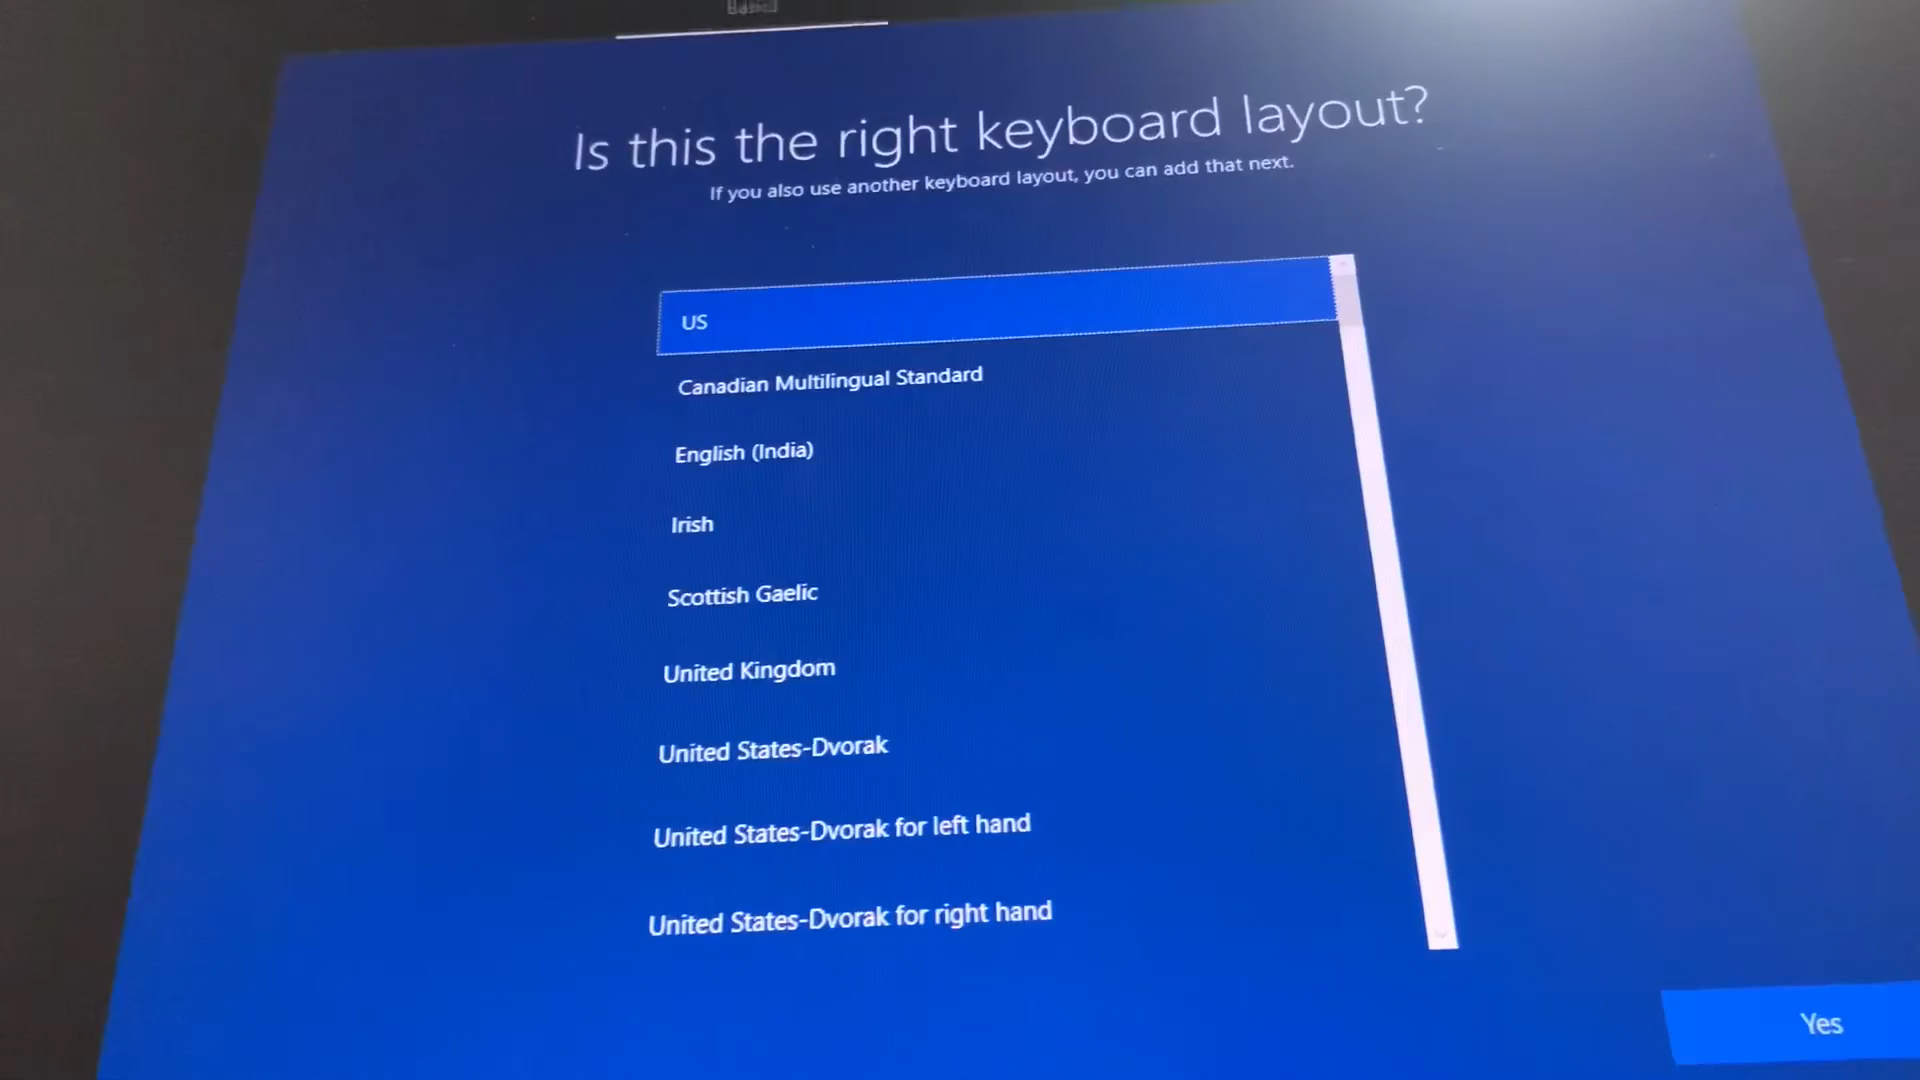 Basics
Is this the right keyboard layout?
If you also use another keyboard layout, you can add that next.
US
Canadian Multilingual Standard
English (India)
Irish
Scottish Gaelic
United Kingdom
United States-Dvorak
United States-Dvorak for left hand
United States-Dvorak for right hand
Yes